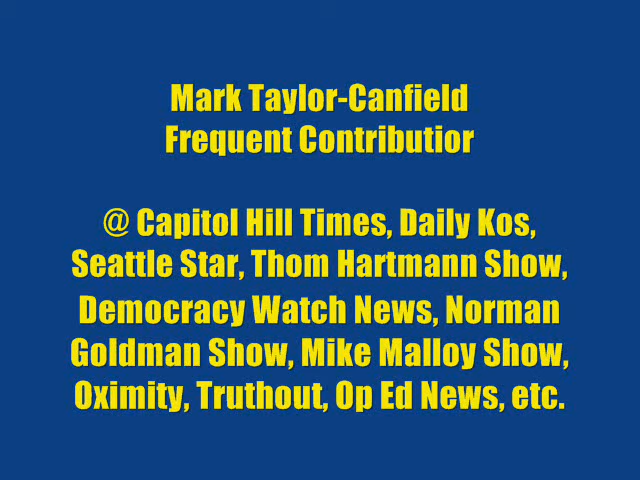 Mark Taylor-Canfield
Frequent Contributior
@ Capitol Hill Times, Daily Kos,
Seattle Star, Thom Hartmann Show,
Democracy Watch News, Norman
Goldman Show, Mike Malloy Show,
Oximity, Truthout, Op Ed News, etc.